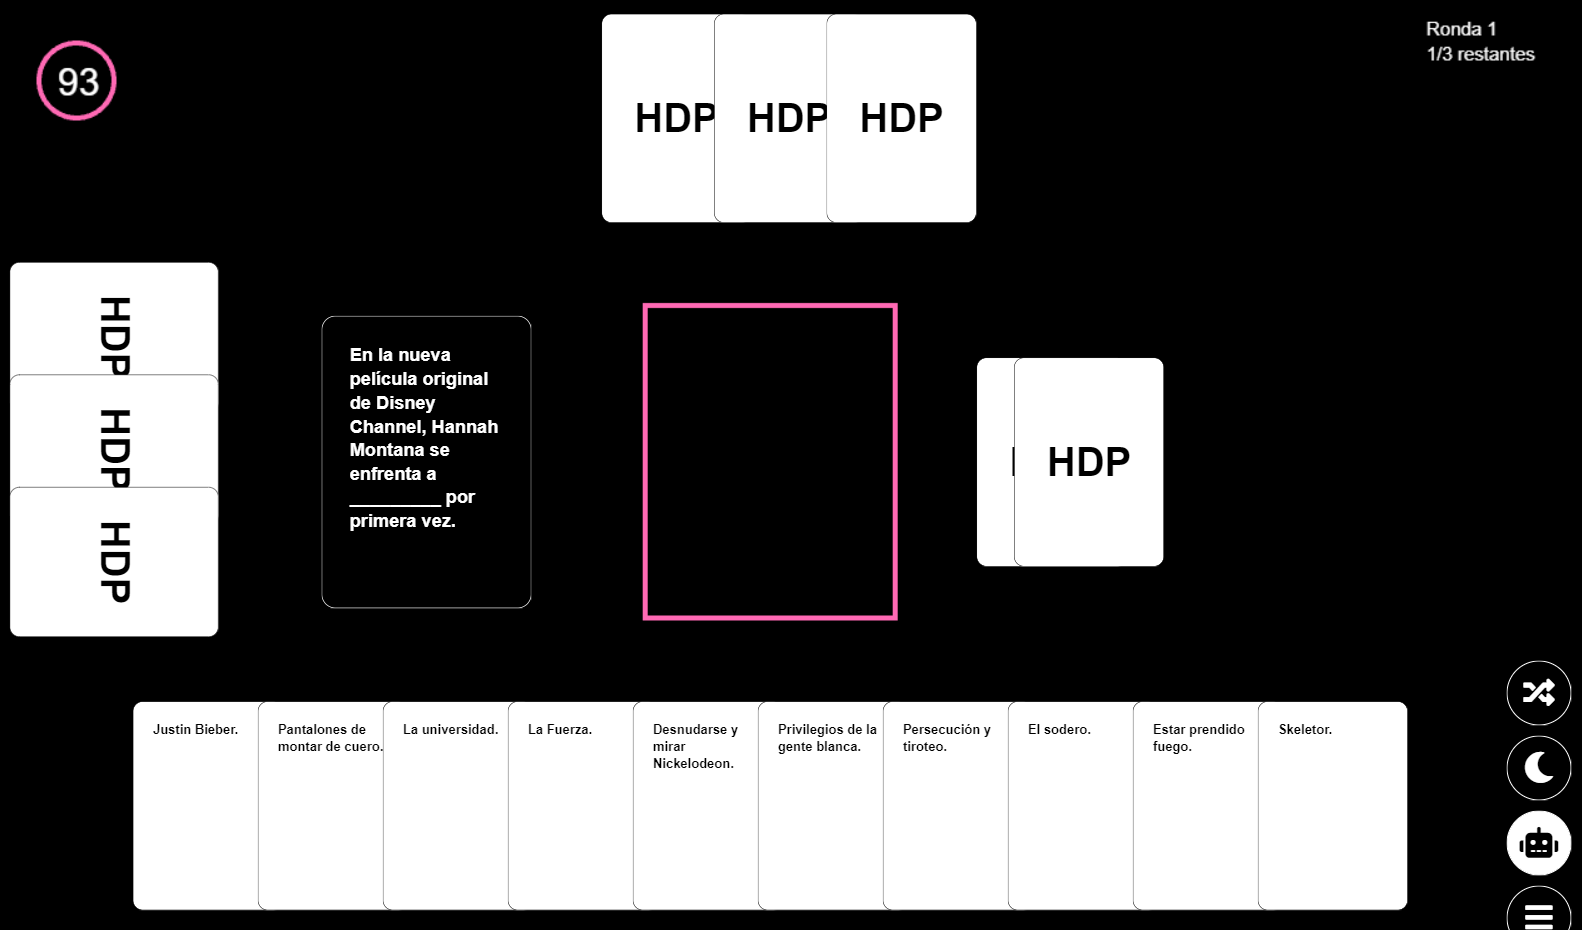 93
Ronda 1
1/3 restantes
HDP
HDP
HDP
HDP
HDP
HDP
En la nueva
película original
de Disney
Channel, Hannah
Montana se
enfrenta a
_________ por
primera vez.
HDP
Justin Bieber.
Pantalones de
montar de cuero.
La universidad.
La Fuerza.
Desnudarse y
mirar
Nickelodeon.
Privilegios de la
gente blanca.
Persecución y
tiroteo.
El sodero.
Estar prendido
fuego.
Skeletor.